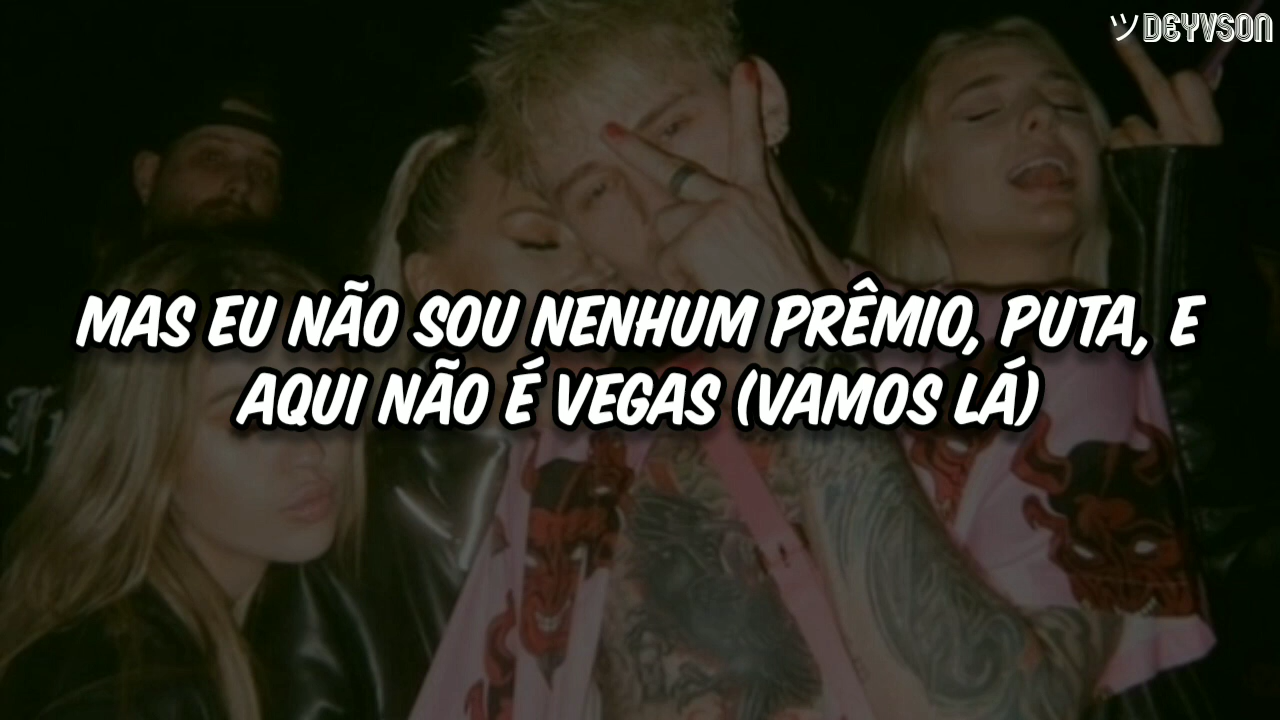 ツDEYVSON
MAS EU NÃO SOU NENHUM PRÊMIO, PUTA, E
AQUI NÃO É VEGAS (VAMOS LÁ)